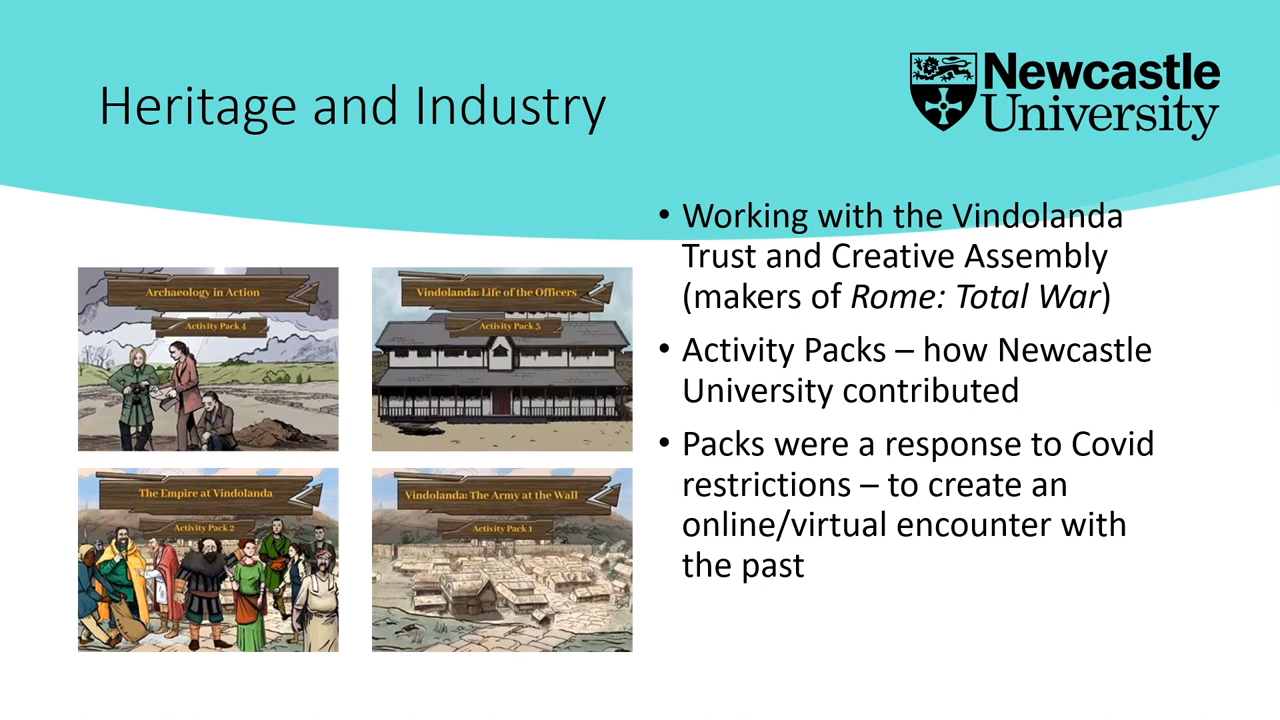 Heritage and Industry
Newcastle
University
Archaeology in Action
Activity Pack 4
Vindolanda: Life of the Officers
Activity Pack 3
The Empire at Vindolanda
Activity Pack 2
Vindolanda: The Army at the Wall
Activity Pack 1
• Working with the Vindolanda
Trust and Creative Assembly
(makers of Rome: Total War)
• Activity Packs – how Newcastle
University contributed
• Packs were a response to Covid
restrictions – to create an
online/virtual encounter with
the past